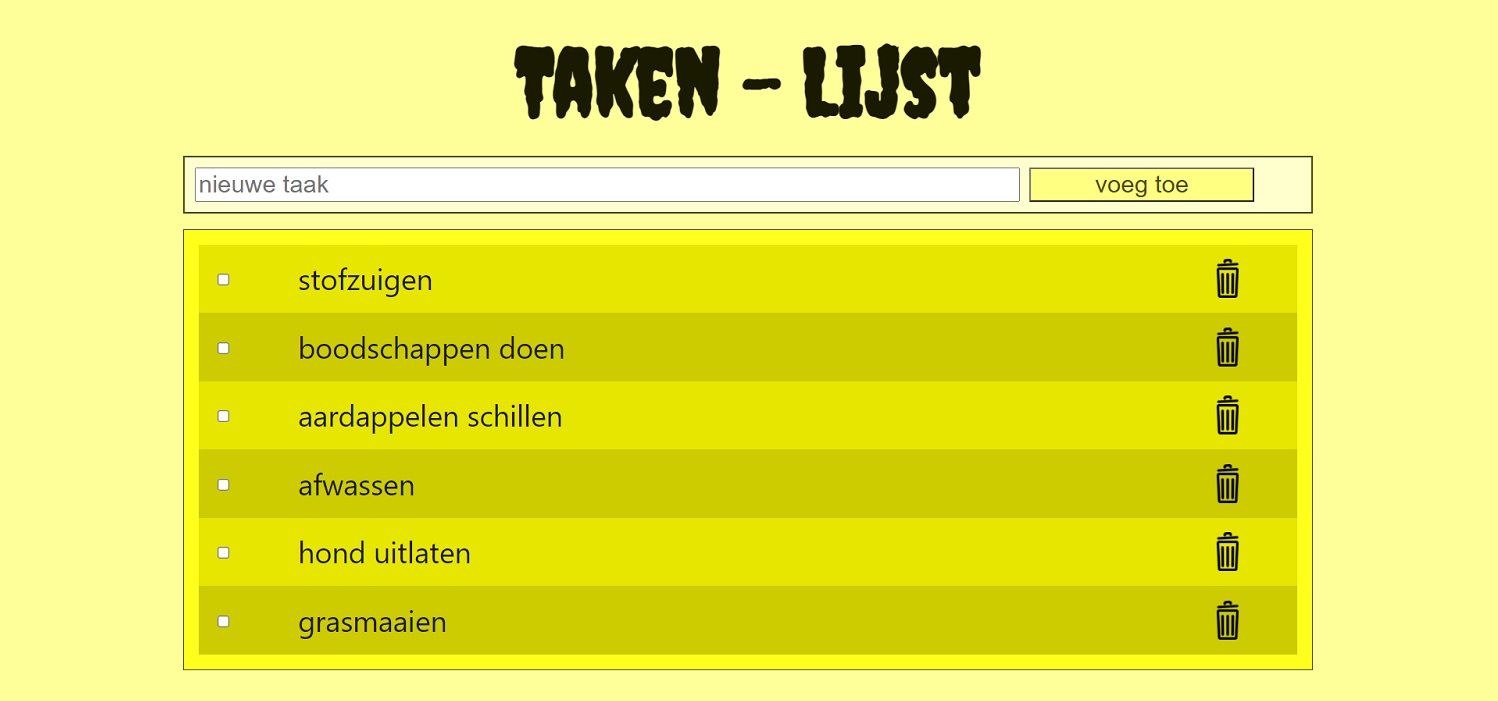 TAKEN - LIJST
nieuwe taak voeg toe
stofzuigen
boodschappen doen
aardappelen schillen
afwassen
hond uitlaten
grasmaaien